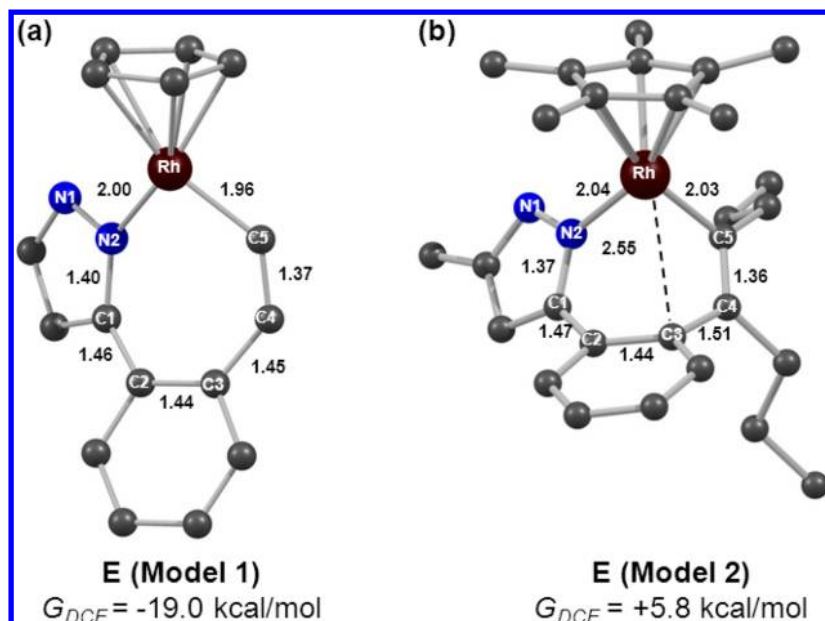 (a)
Rh
N1
2.00
1.96
N2
C5
1.40
1.37
C1
C4
1.46
1.45
C2
C3
1.44
E (Model 1)
G_DCE = -19.0 kcal/mol
(b)
Rh
2.04
2.03
N1
N2
C5
2.55
1.37
1.36
C1
C4
1.47
C3
1.51
C2
1.44
E (Model 2)
G_DCE = +5.8 kcal/mol